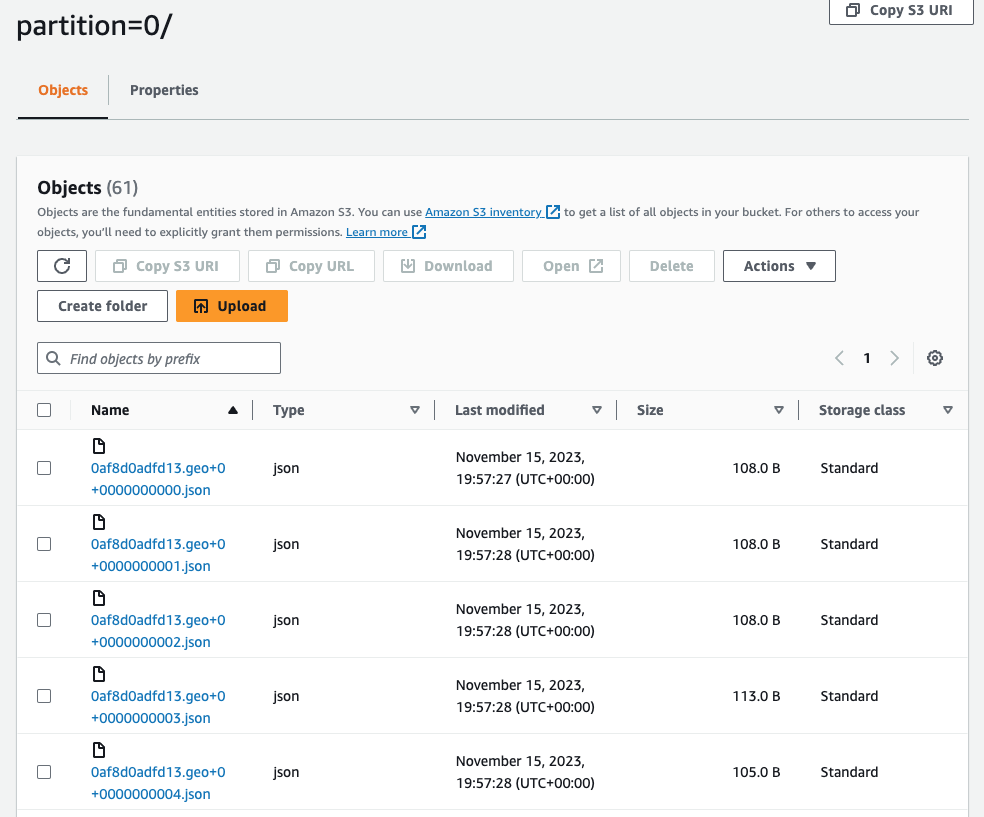 partition=0/
Copy S3 URI
Objects
Properties
Objects (61)
Objects are the fundamental entities stored in Amazon S3. You can use Amazon S3 inventory to get a list of all objects in your bucket. For others to access your
objects, you'll need to explicitly grant them permissions. Learn more
Copy S3 URI Copy URL Download Open Delete Actions
Create folder Upload
Find objects by prefix
1
Name Type Last modified Size Storage class
0af8d0adfd13.geo+0
+0000000000.json
json
November 15, 2023,
19:57:27 (UTC+00:00)
108.0 B
Standard
0af8d0adfd13.geo+0
+0000000001.json
json
November 15, 2023,
19:57:28 (UTC+00:00)
108.0 B
Standard
0af8d0adfd13.geo+0
+0000000002.json
json
November 15, 2023,
19:57:28 (UTC+00:00)
108.0 B
Standard
0af8d0adfd13.geo+0
+0000000003.json
json
November 15, 2023,
19:57:28 (UTC+00:00)
113.0 B
Standard
0af8d0adfd13.geo+0
+0000000004.json
json
November 15, 2023,
19:57:28 (UTC+00:00)
105.0 B
Standard